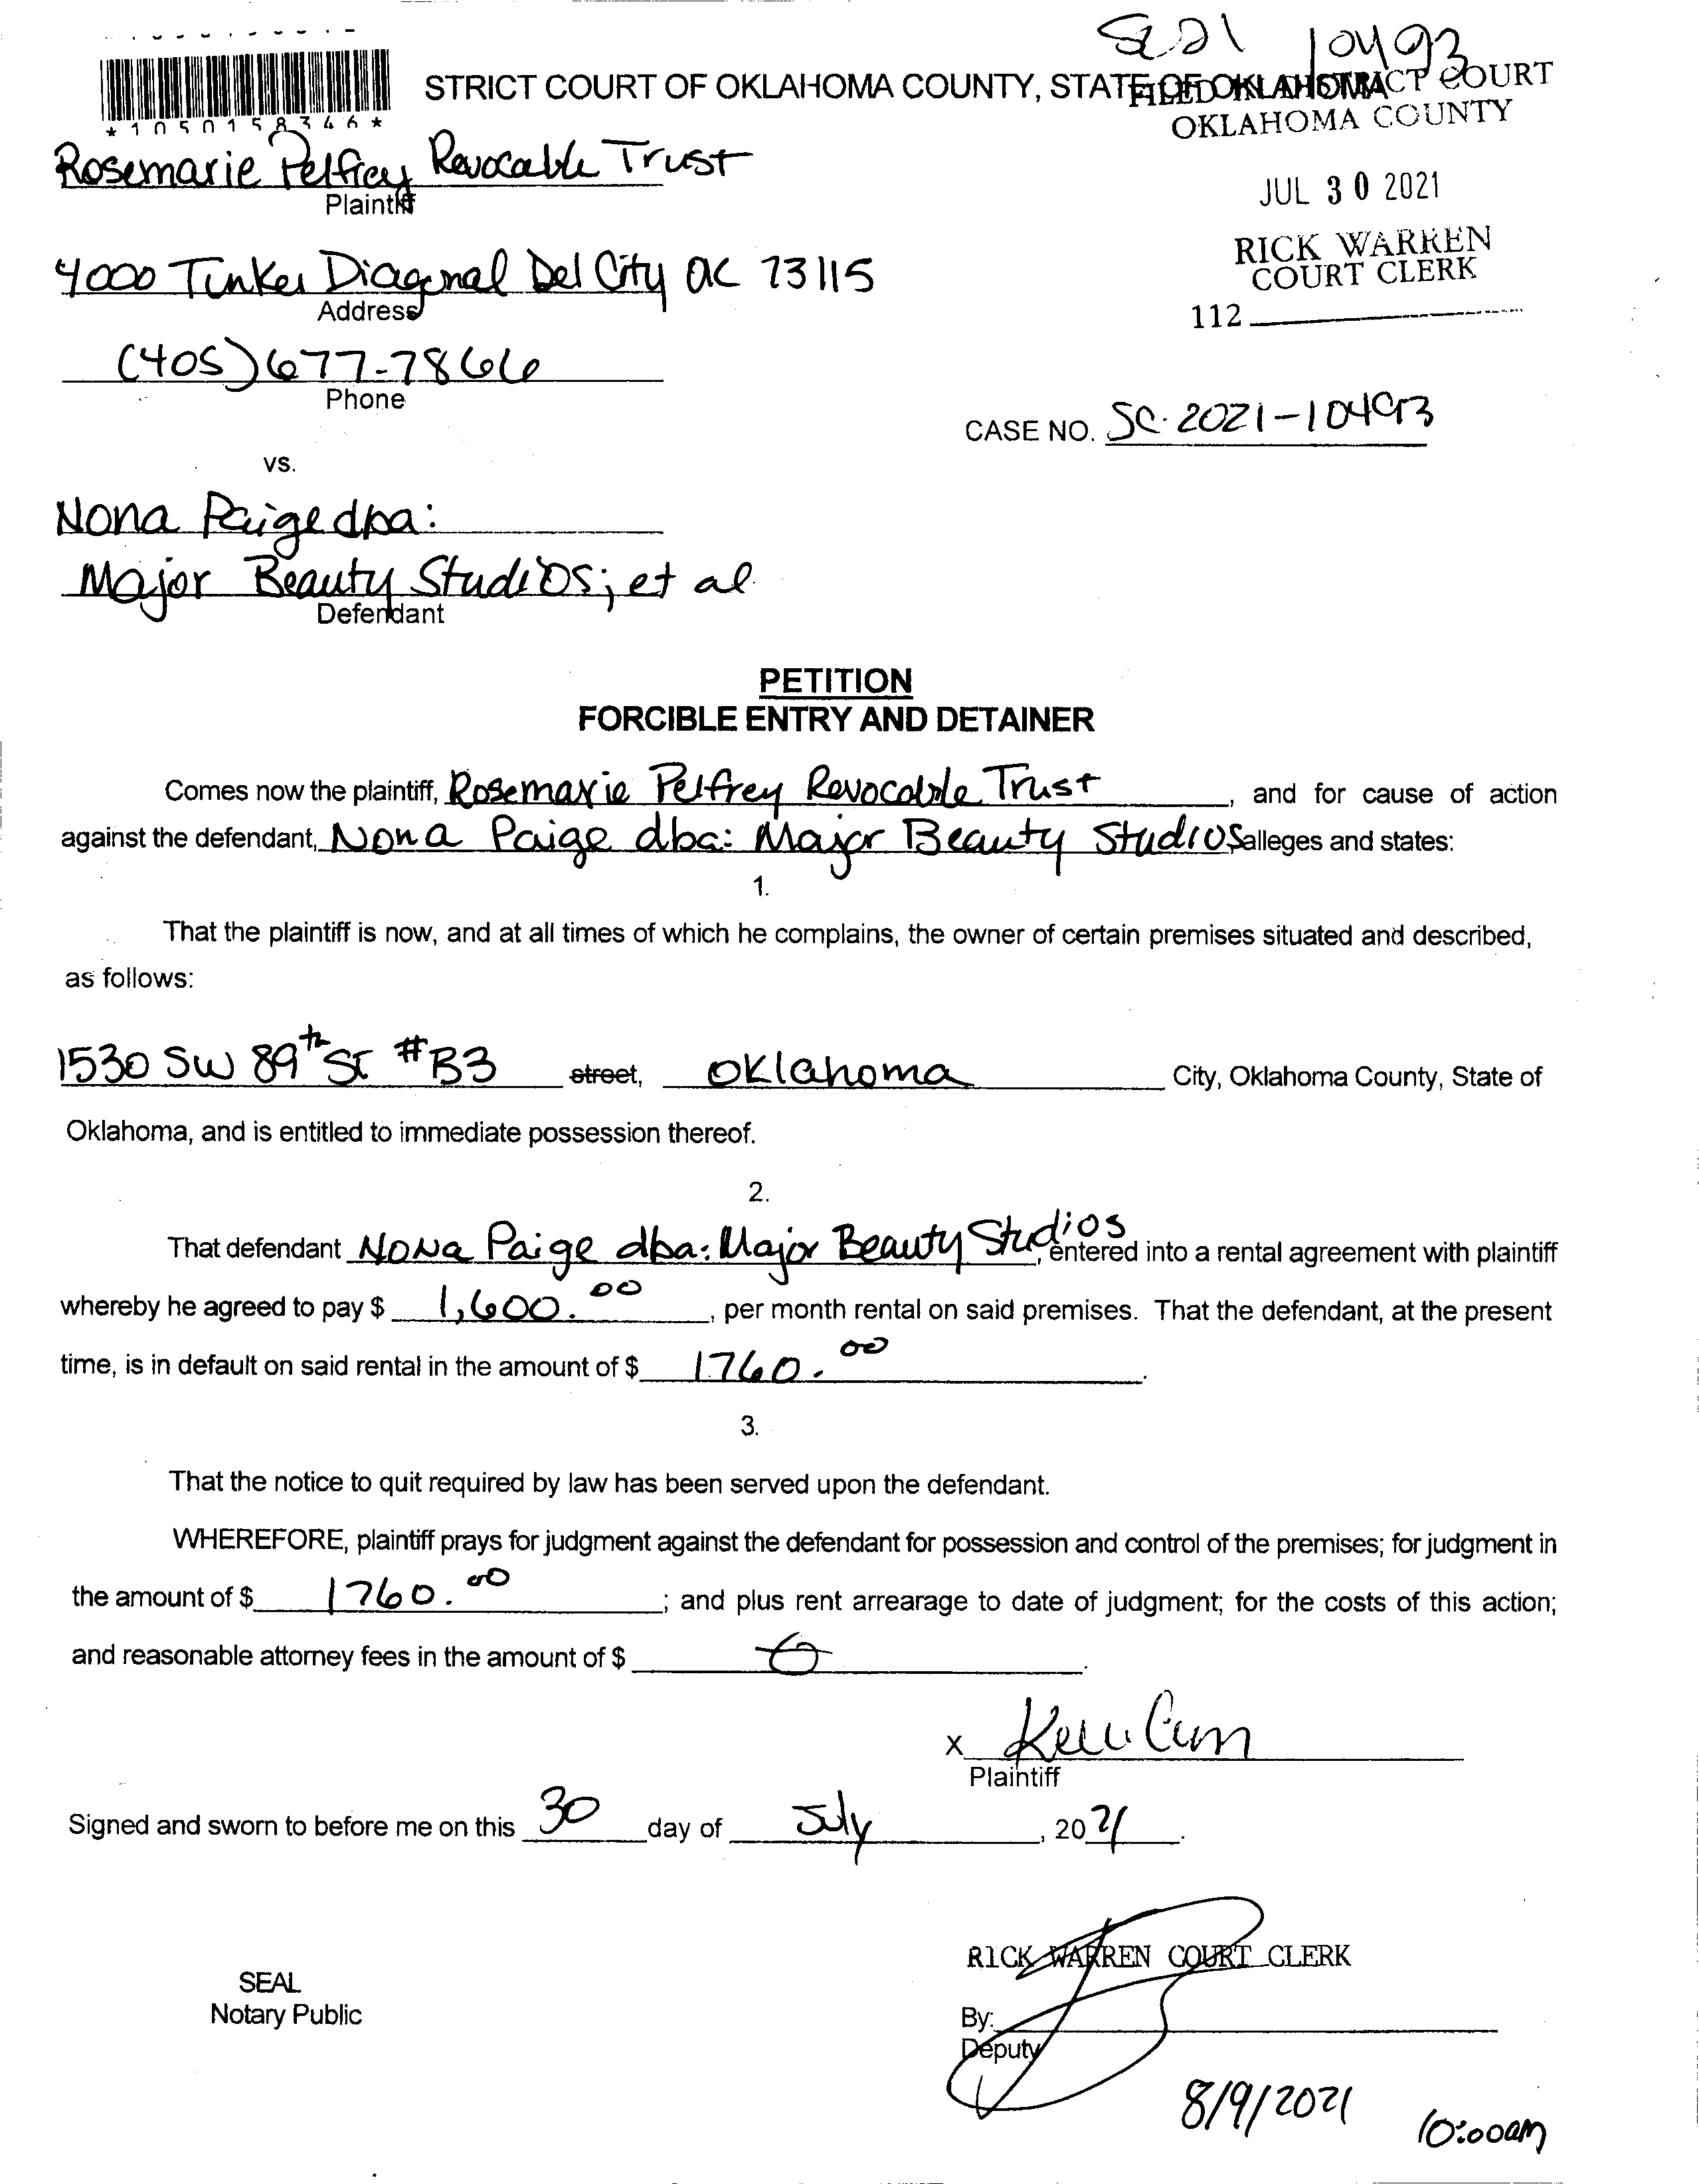 10493
STRICT COURT OF OKLAHOMA COUNTY, STATE OF OKLAHOMA
FILED IN DISTRICT COURT
OKLAHOMA COUNTY
*1050158346*
JUL 30 2021
RICK WARREN
COURT CLERK
112
Rosemarie Pelfrey Revocable Trust
Plaintiff
4000 Tinker Diagonal Del City OK 73115
Address
(405) 677-7866
Phone
CASE NO. SC-2021-10493
vs.
Nona Paige dba:
Major Beauty Studios; et al
Defendant
PETITION
FORCIBLE ENTRY AND DETAINER
Comes now the plaintiff, Rosemarie Pelfrey Revocable Trust, and for cause of action
against the defendant, Nona Paige dba: Major Beauty Studios alleges and states:
1.
That the plaintiff is now, and at all times of which he complains, the owner of certain premises situated and described,
as follows:
1530 SW 89th St #B3 street, Oklahoma City, Oklahoma County, State of
Oklahoma, and is entitled to immediate possession thereof.
2.
That defendant Nona Paige dba: Major Beauty Studios, entered into a rental agreement with plaintiff
whereby he agreed to pay $ 1,600.00, per month rental on said premises. That the defendant, at the present
time, is in default on said rental in the amount of $ 1760.00.
3.
That the notice to quit required by law has been served upon the defendant.
WHEREFORE, plaintiff prays for judgment against the defendant for possession and control of the premises; for judgment in
the amount of $ 1760.00; and plus rent arrearage to date of judgment; for the costs of this action;
and reasonable attorney fees in the amount of $ 0.
X
Plaintiff
Signed and sworn to before me on this 30 day of July, 2021.
RICK WARREN COURT CLERK
SEAL
Notary Public
By:
Deputy
8/9/2021 10:00am